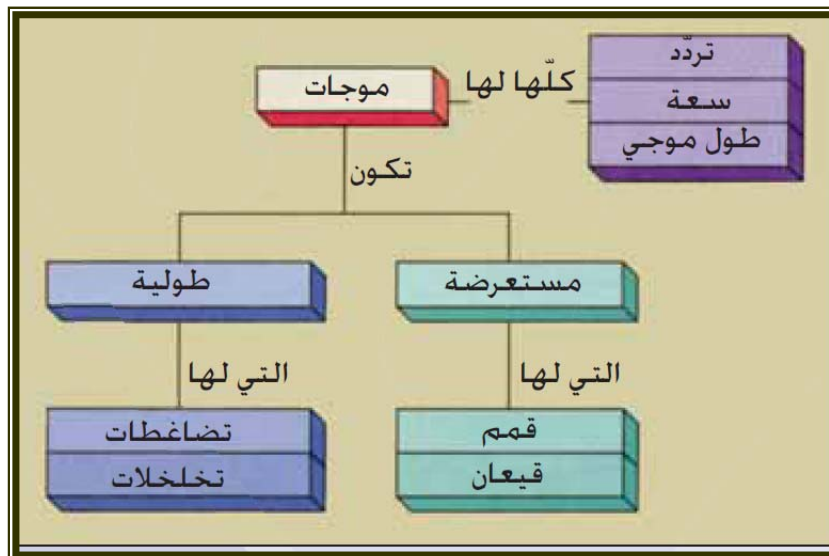 موجات
كلّها لها
تردّد
سعة
طول موجي
تكون
مستعرضة
التي لها
قمم
قيعان
طولية
التي لها
تضاغطات
تخلخلات